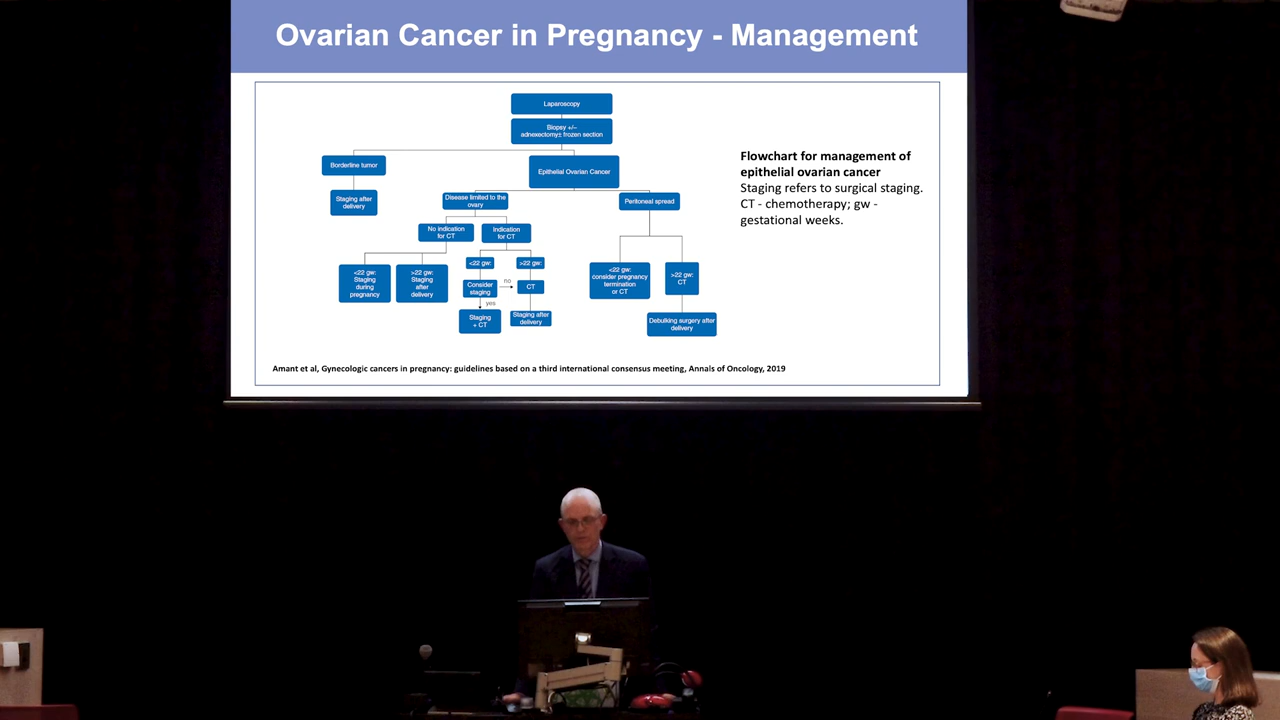 Ovarian Cancer in Pregnancy - Management
Laparoscopy
Biopsy +/–
adnexectomy± frozen section
Borderline tumor
Epithelial Ovarian Cancer
Staging after
delivery
Disease limited to the
ovary
Peritoneal spread
No indication
for CT
Indication
for CT
<22 gw:
Staging
during
pregnancy
>22 gw:
Staging
after
delivery
<22 gw:
>22 gw:
Consider
staging
no
CT
yes
Staging
+ CT
Staging after
delivery
<22 gw:
consider pregnancy
termination
or CT
>22 gw:
CT
Debulking surgery after
delivery
Flowchart for management of
epithelial ovarian cancer
Staging refers to surgical staging.
CT - chemotherapy; gw -
gestational weeks.
Amant et al, Gynecologic cancers in pregnancy: guidelines based on a third international consensus meeting, Annals of Oncology, 2019